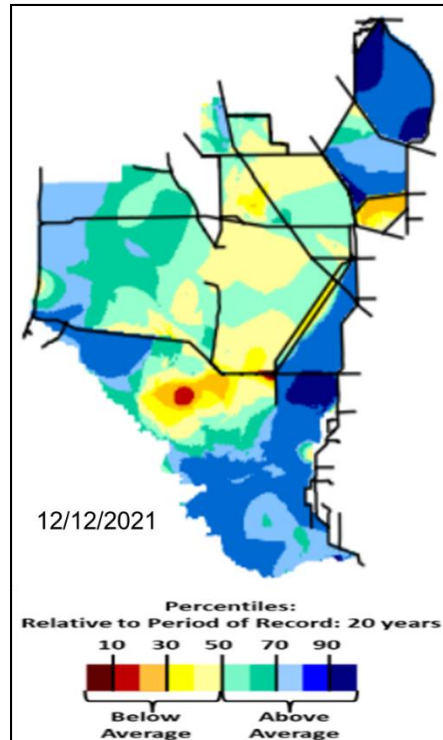 12/12/2021
Percentiles:
Relative to Period of Record: 20 years
10 30 50 70 90
Below Above
Average Average